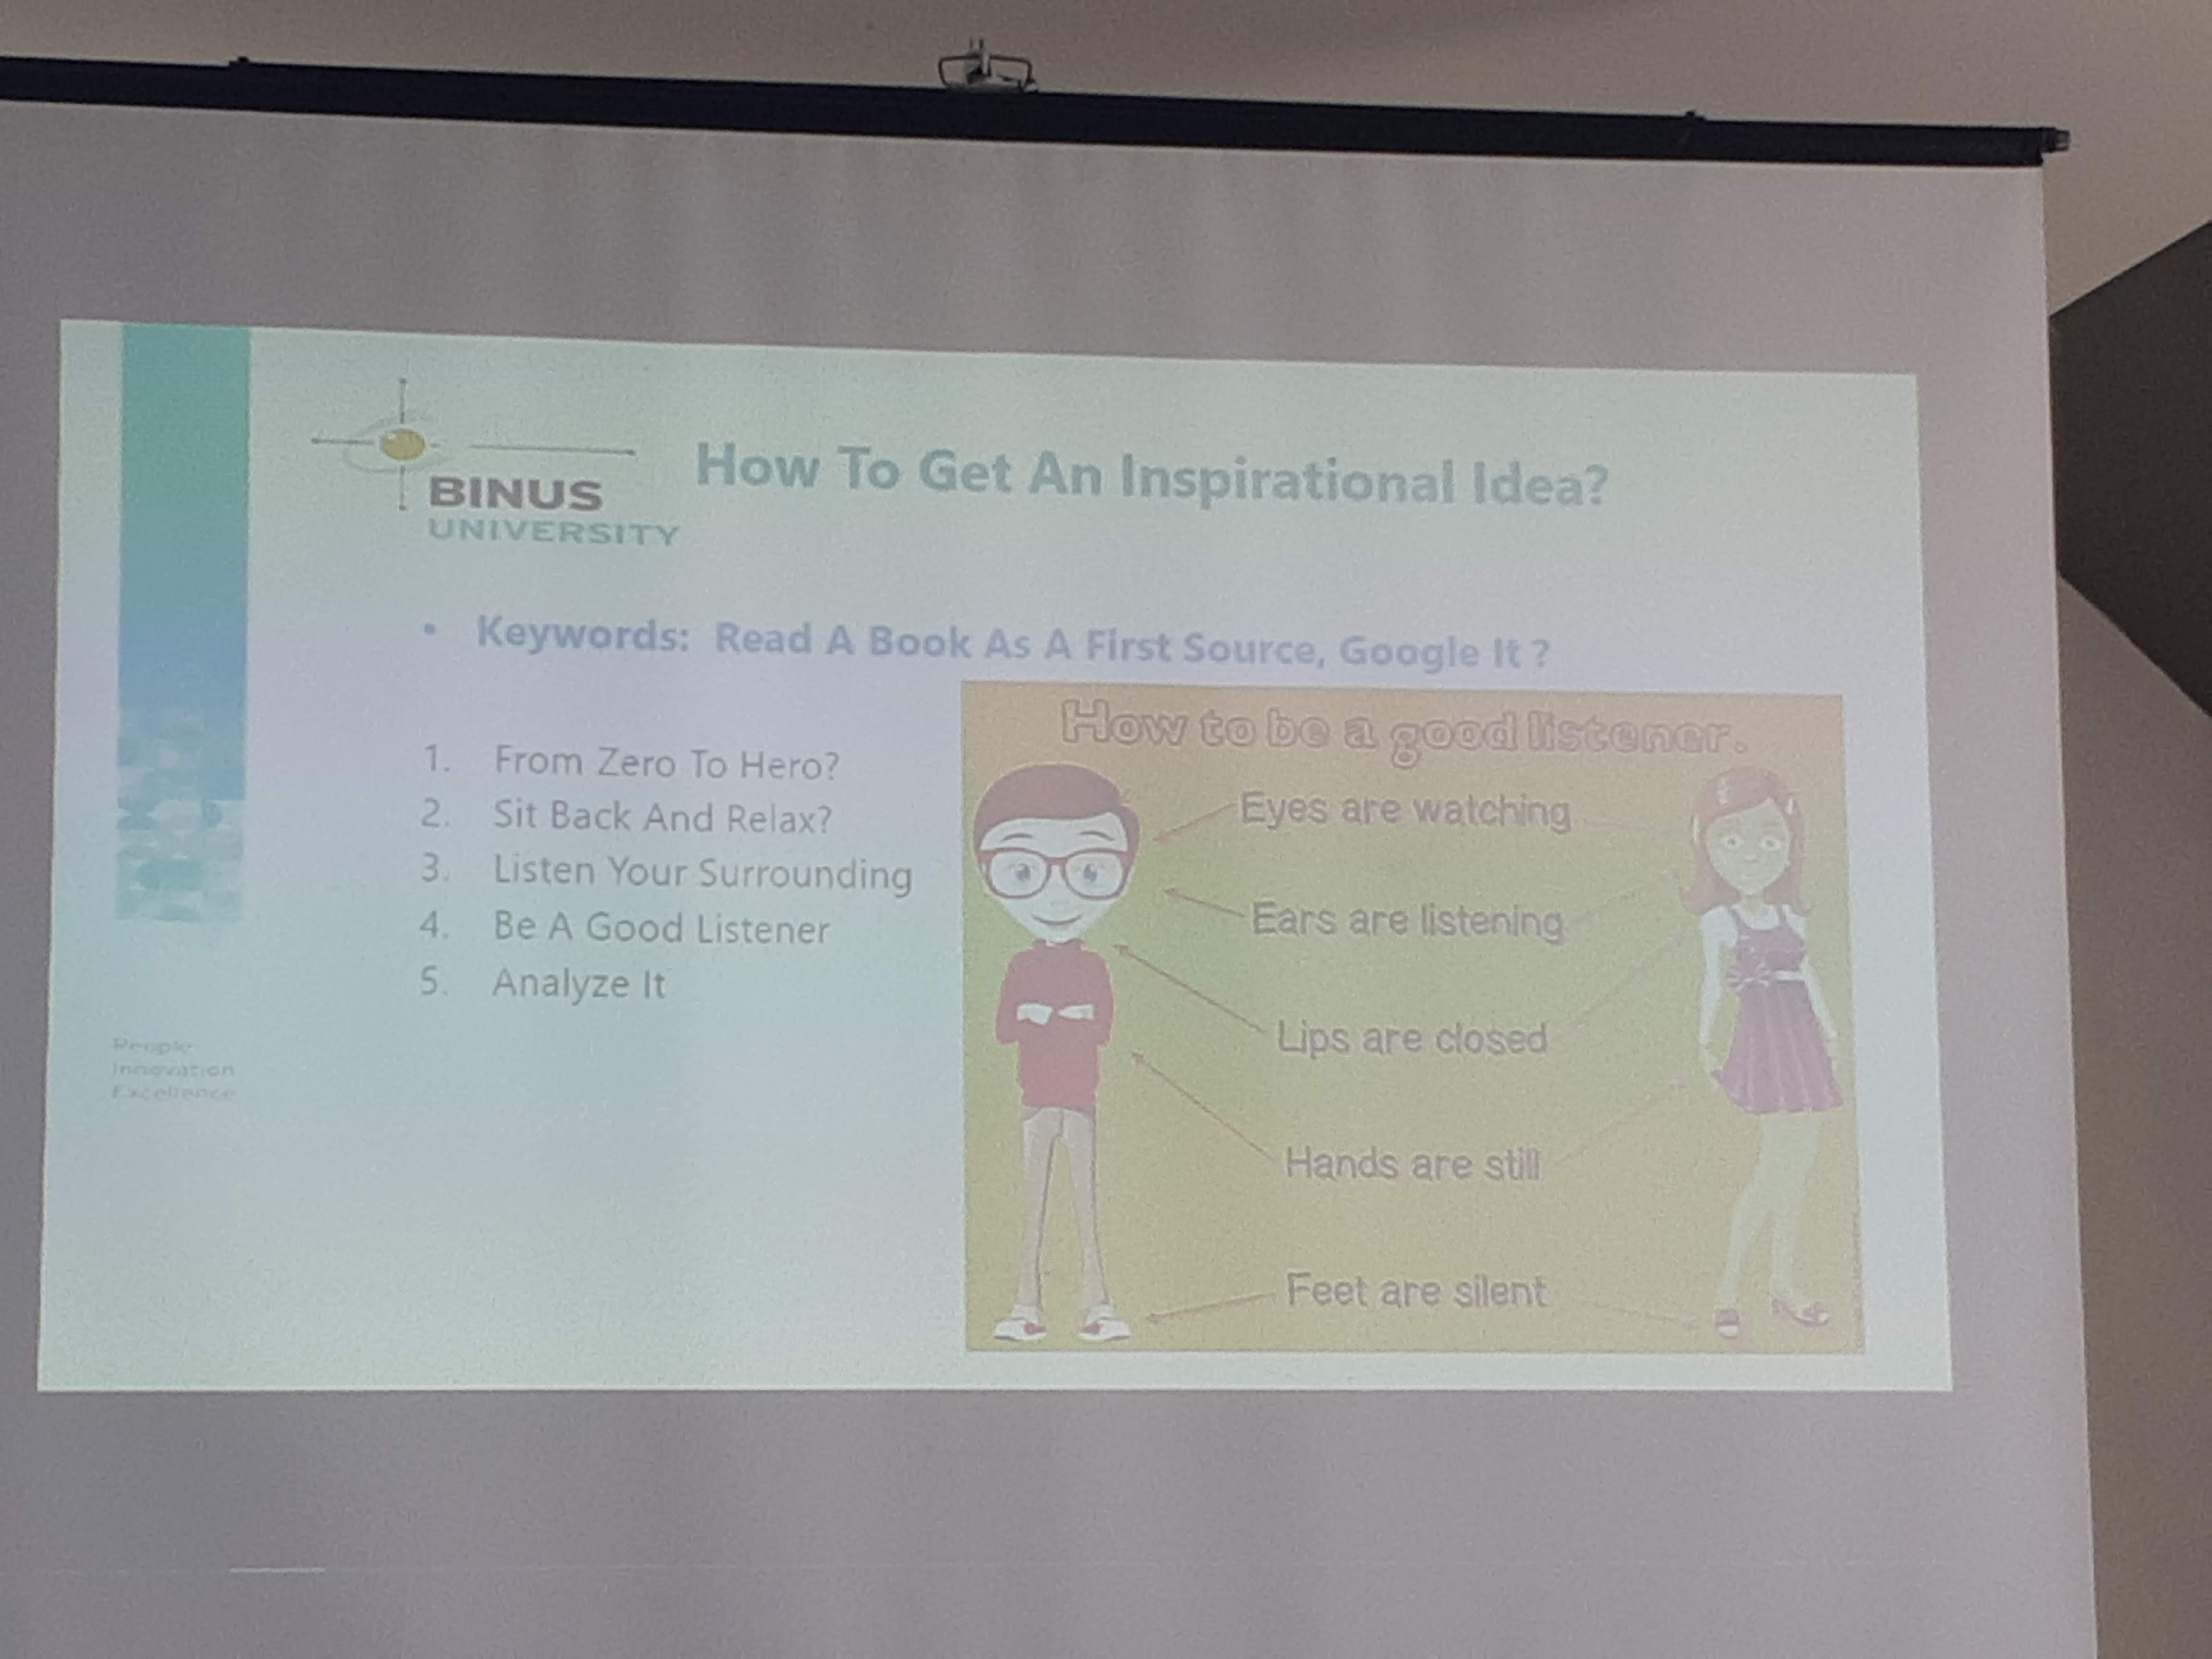 BINUS
UNIVERSITY
How To Get An Inspirational Idea?
• Keywords: Read A Book As A First Source, Google It ?
1. From Zero To Hero?
2. Sit Back And Relax?
3. Listen Your Surrounding
4. Be A Good Listener
5. Analyze It
How to be a good listener.
Eyes are watching
Ears are listening
Lips are closed
Hands are still
Feet are silent
People
Innovation
Excellence